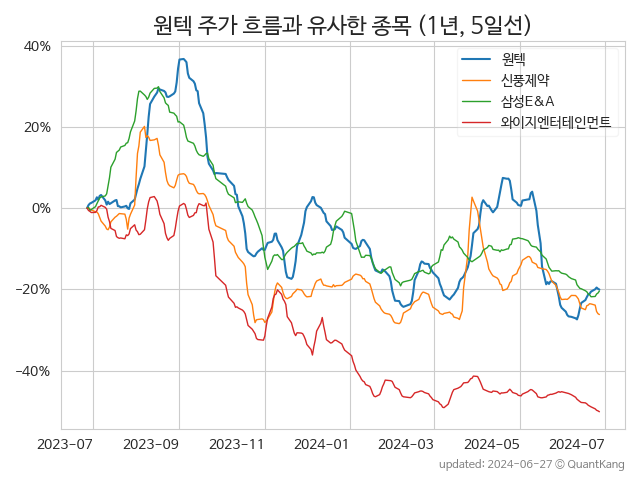 원텍 주가 흐름과 유사한 종목 (1년, 5일선)
원텍
신풍제약
삼성E&A
와이지엔터테인먼트
40%
20%
0%
−20%
−40%
2023-07
2023-09
2023-11
2024-01
2024-03
2024-05
2024-07
updated: 2024-06-27 © QuantKang